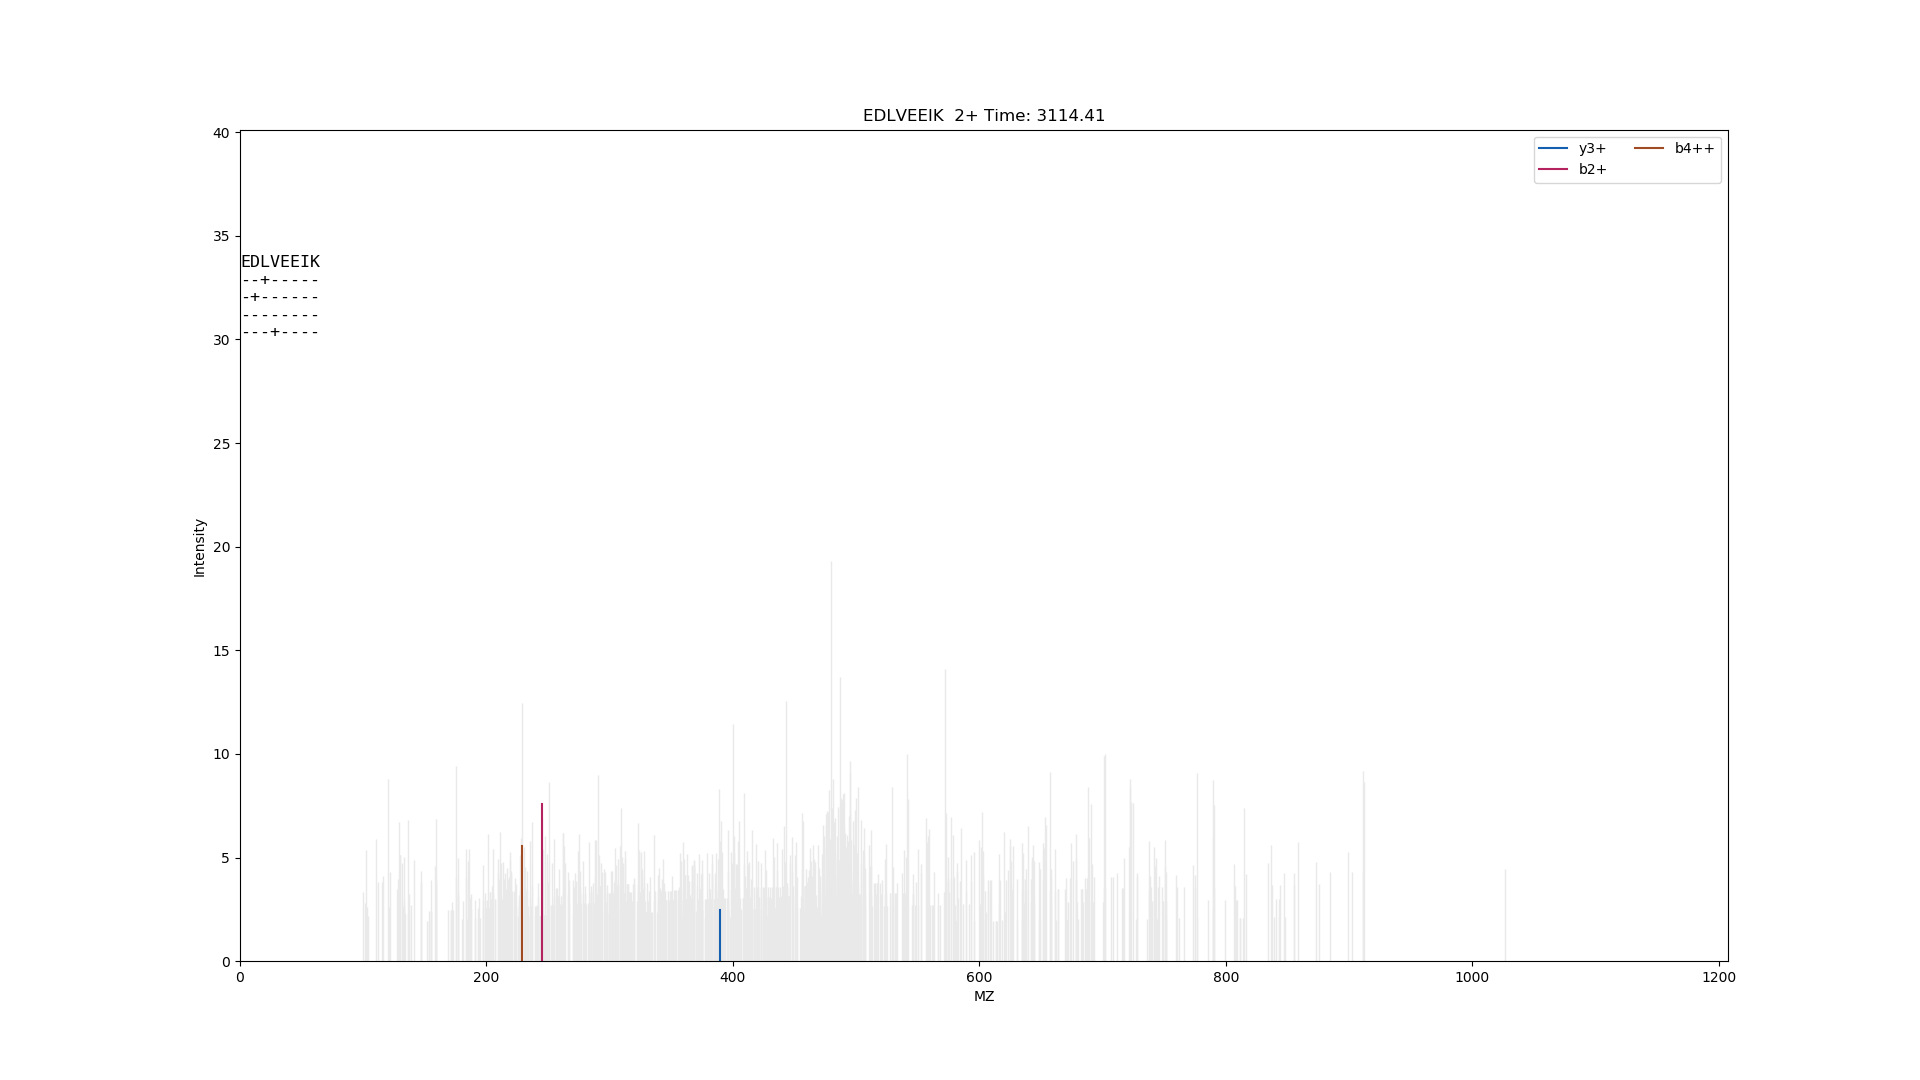 EDLVEEIK  2+ Time: 3114.41
40
35
30
25
20
15
10
5
0
Intensity
y3+
b2+
b4++
EDLVEEIK
--+-----
-+------
--------
---+----
0
200
400
600
800
1000
1200
MZ